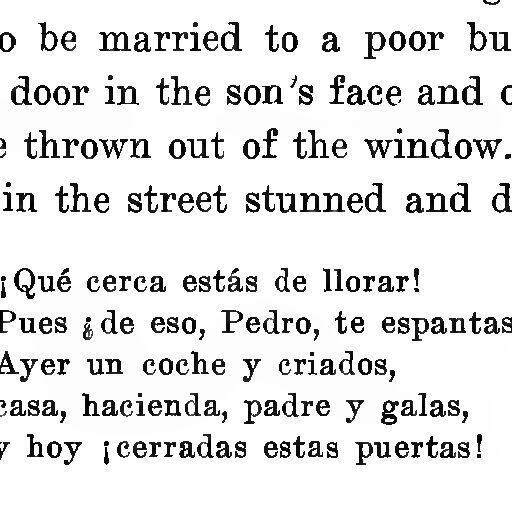 o be married to a poor bu
door in the son's face and
thrown out of the window.
in the street stunned and d
¡Qué cerca estás de llorar!
Pues ¿de eso, Pedro, te espantas
Ayer un coche y criados,
casa, hacienda, padre y galas,
y hoy ¡cerradas estas puertas!